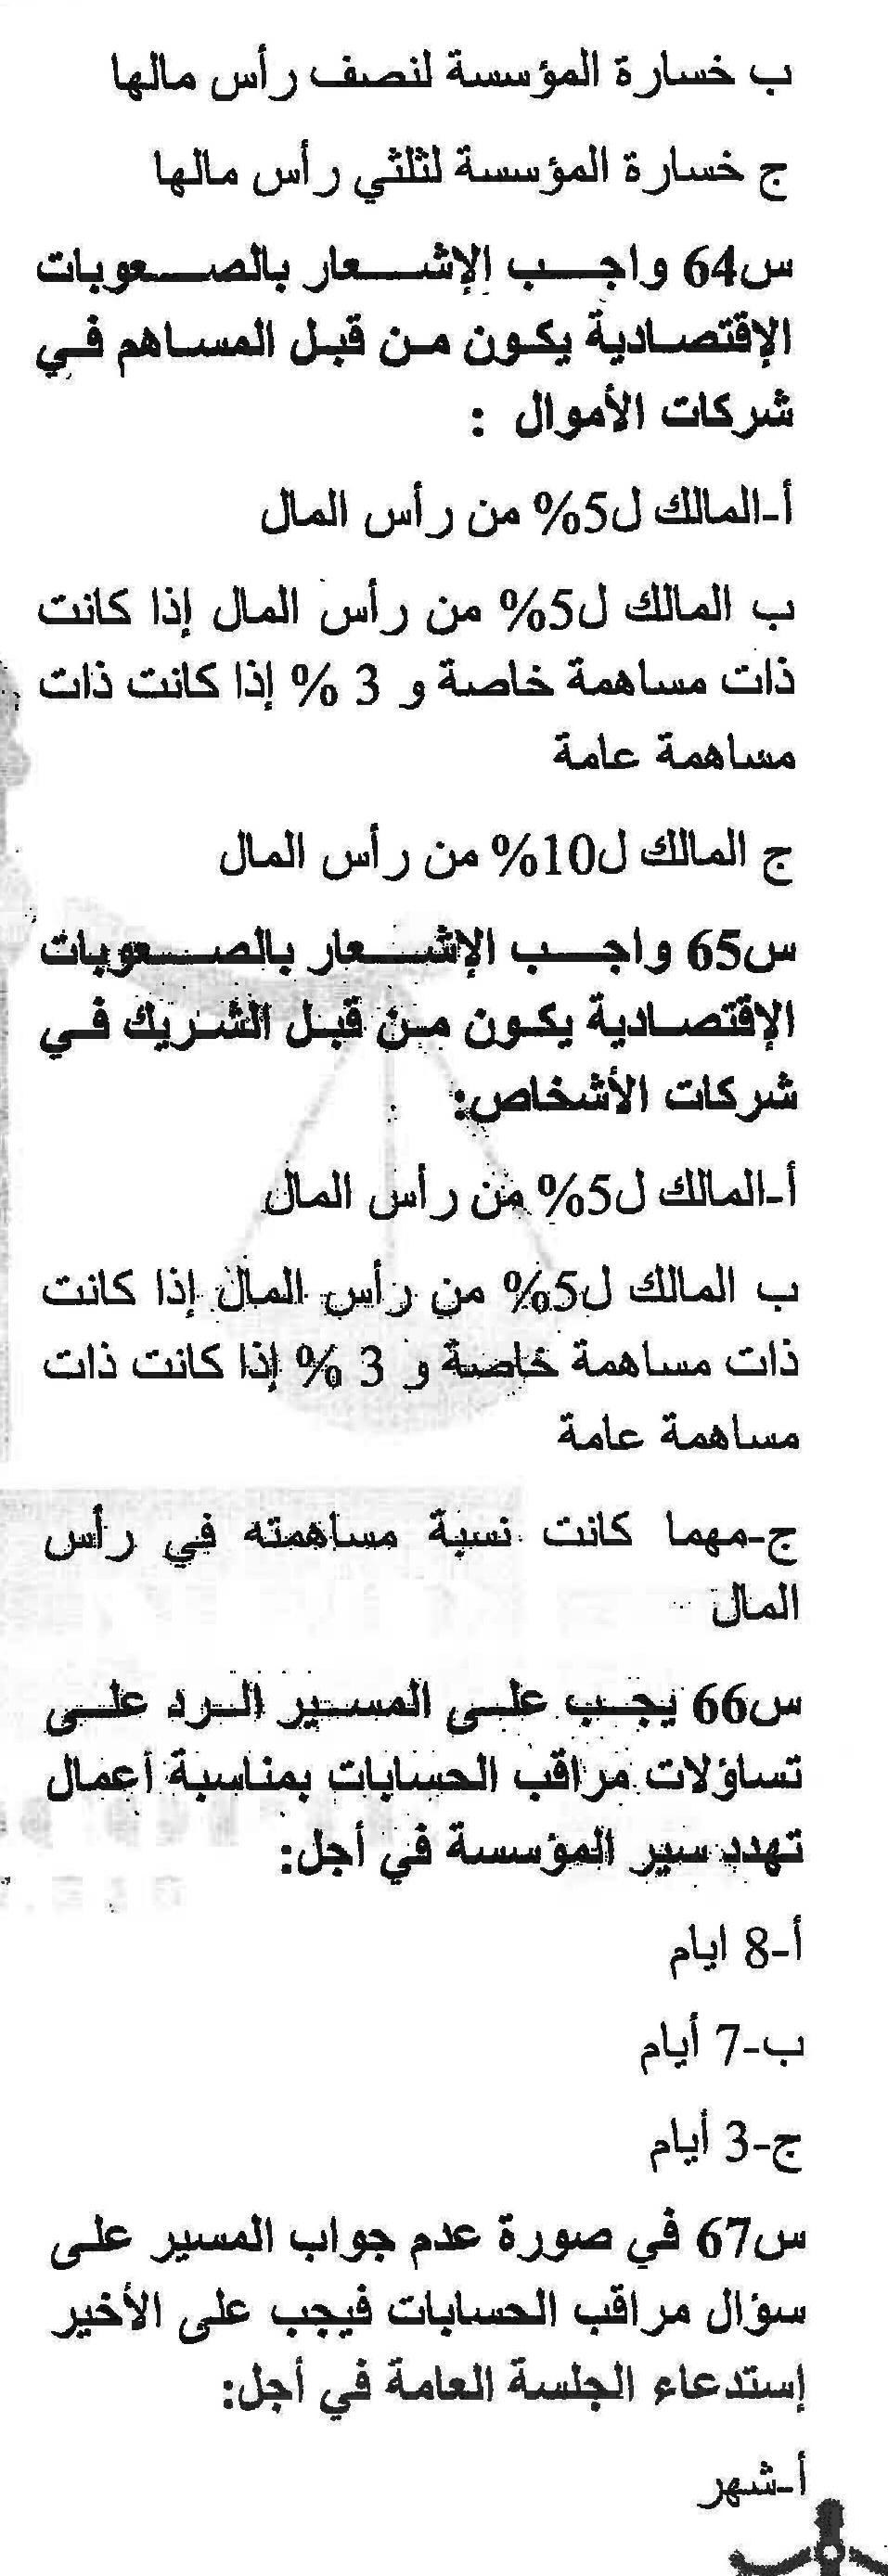 ب خسارة المؤسسة لنصف رأس مالها
ج خسارة المؤسسة لثلثي رأس مالها
س64 واجب الإشعار بالصعوبات
الإقتصادية يكون من قبل المساهم في
شركات الأموال :
أ-المالك ل5% من رأس المال
ب المالك ل5% من رأس المال إذا كانت
ذات مساهمة خاصة و 3 % إذا كانت ذات
مساهمة عامة
ج المالك ل10% من رأس المال
س65 واجب الإشعار بالصعوبات
الإقتصادية يكون من قبل الشريك في
شركات الأشخاص:
أ-المالك ل5% من رأس المال
ب المالك ل5% من رأس المال إذا كانت
ذات مساهمة خاصة و 3 % إذا كانت ذات
مساهمة عامة
ج-مهما كانت نسبة مساهمته في رأس
المال
س66 يجب على المسير الرد على
تساؤلات مراقب الحسابات بمناسبة أعمال
تهدد سير المؤسسة في أجل:
أ-8 ايام
ب-7 أيام
ج-3 أيام
س67 في صورة عدم جواب المسير على
سؤال مراقب الحسابات فيجب على الأخير
إستدعاء الجلسة العامة في أجل:
أ-شهر